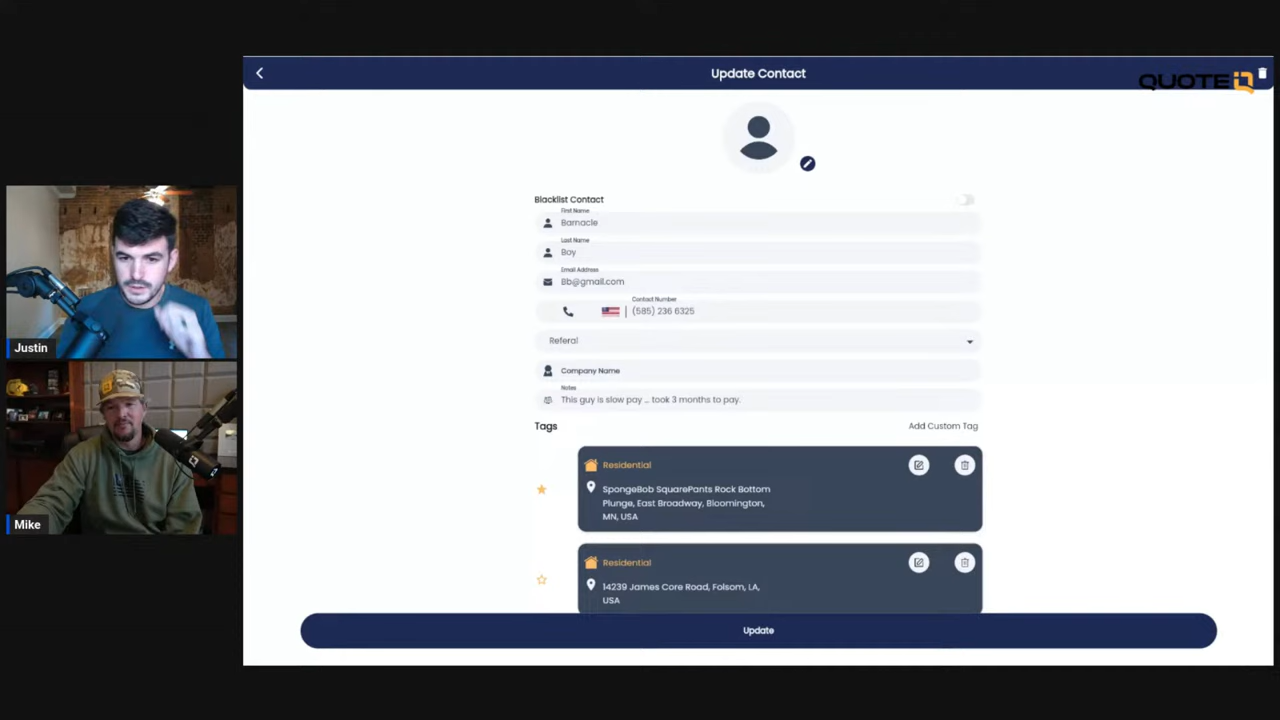 Update Contact
QUOTEIQ
Blacklist Contact
First Name
Barnacle
Last Name
Boy
Email Address
Bb@gmail.com
Contact Number
(585) 236 6325
Referal
Company Name
Notes
This guy is slow pay ... took 3 months to pay.
Tags
Add Custom Tag
Residential
SpongeBob SquarePants Rock Bottom
Plunge, East Broadway, Bloomington,
MN, USA
Residential
14239 James Core Road, Folsom, LA,
USA
Update
Justin
Mike